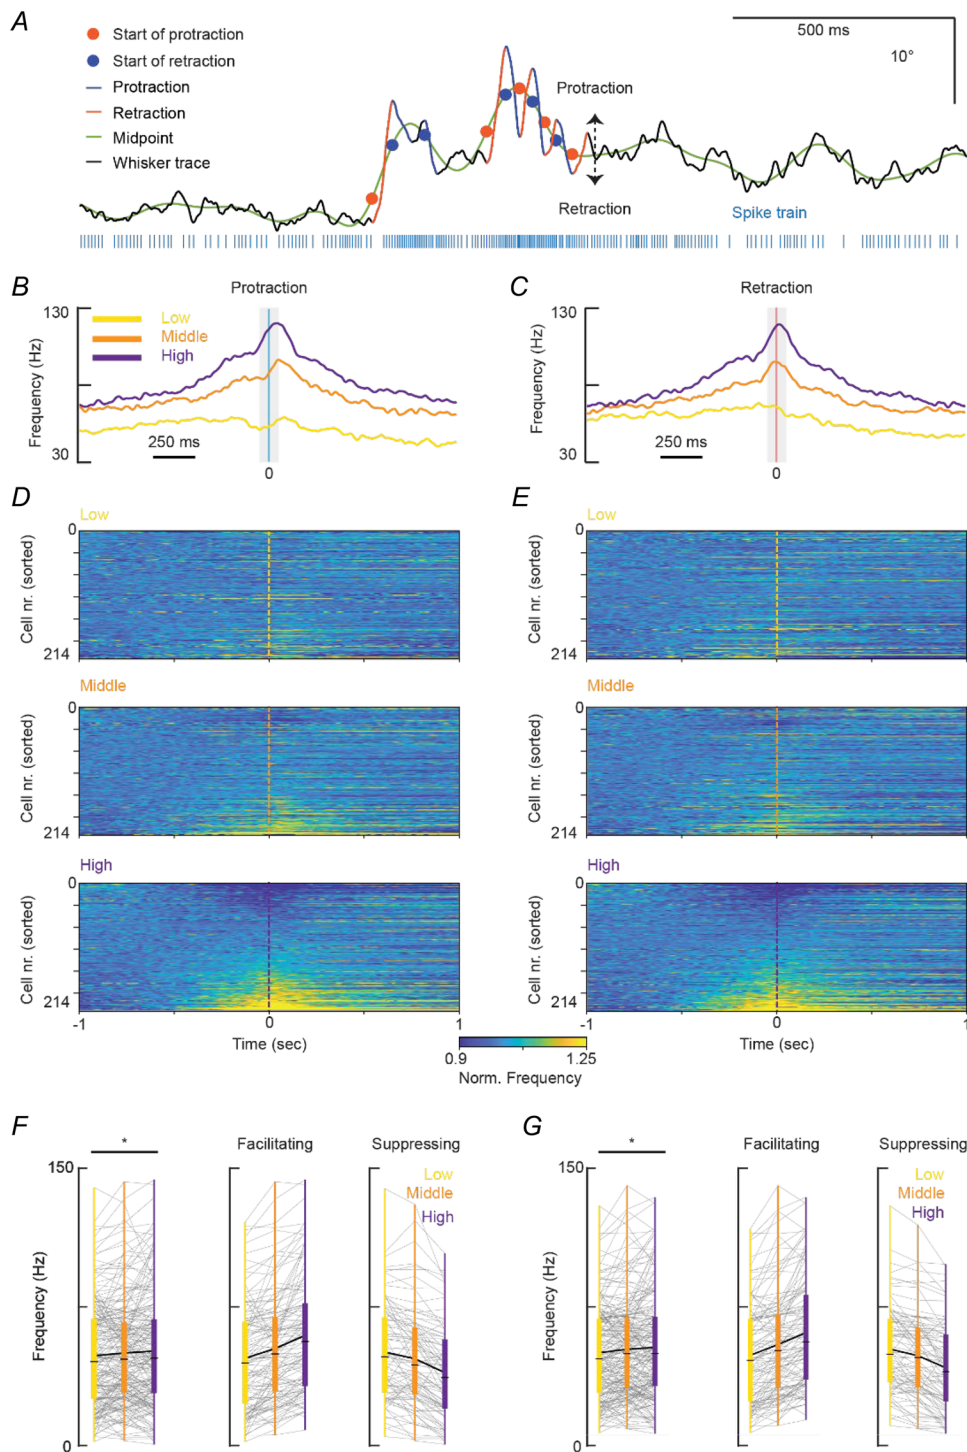 A
Start of protraction
Start of retraction
Protraction
Retraction
Midpoint
Whisker trace
500 ms
10°
Protraction
Retraction
Spike train
B
Protraction
130
Frequency (Hz)
30
Low
Middle
High
250 ms
0
C
Retraction
130
Frequency (Hz)
30
250 ms
0
D
Low
0
Cell nr. (sorted)
214
Middle
0
Cell nr. (sorted)
214
High
0
Cell nr. (sorted)
214
-1
0
1
Time (sec)
E
Low
0
Cell nr. (sorted)
214
Middle
0
Cell nr. (sorted)
214
High
0
Cell nr. (sorted)
214
-1
0
1
Time (sec)
0.9
1.25
Norm. Frequency
F
*
Facilitating
Suppressing
150
Frequency (Hz)
0
Low
Middle
High
G
*
Facilitating
Suppressing
150
Frequency (Hz)
0
Low
Middle
High